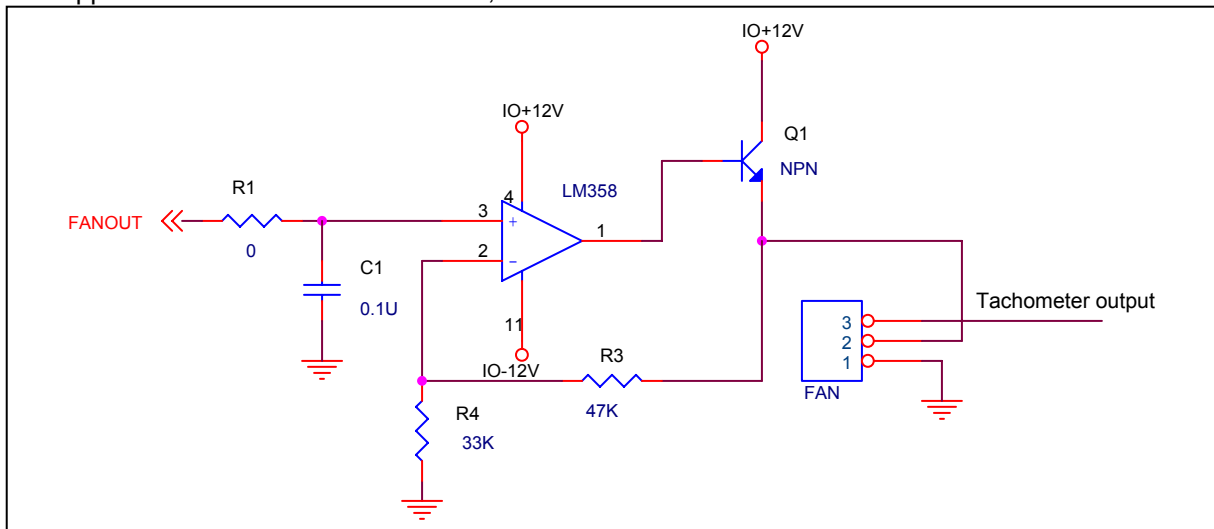 IO+12V
IO+12V
Q1
NPN
LM358
R1
4
FANOUT
3
+
1
2
-
0
C1
0.1U
Tachometer output
3
2
1
FAN
11
IO-12V
R3
47K
R4
33K